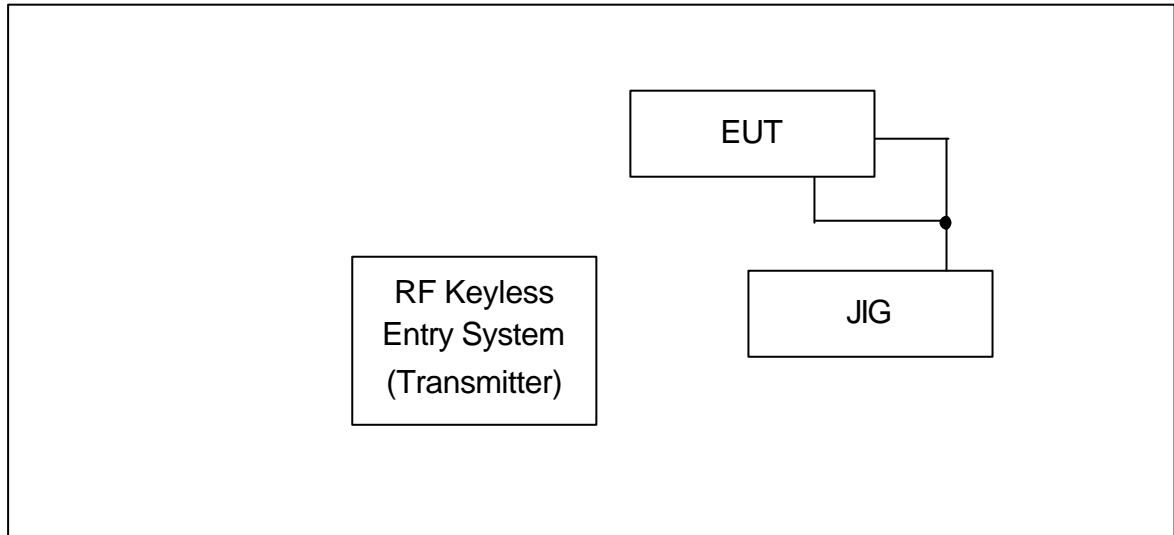 EUT
RF Keyless
Entry System
(Transmitter)
JIG